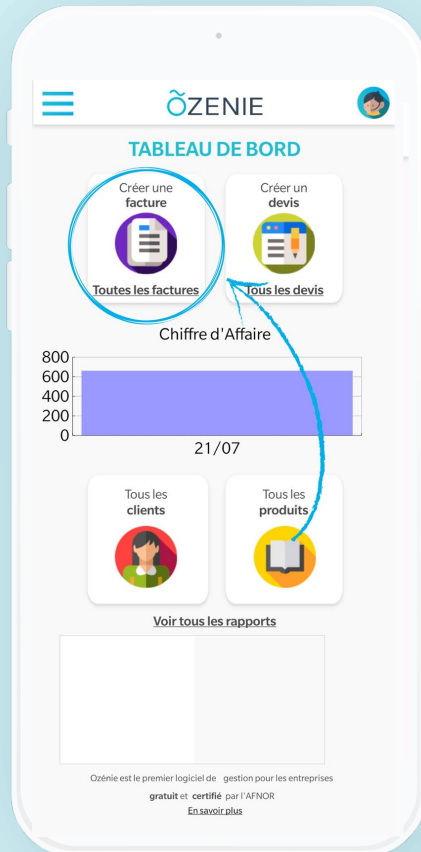 ÕZENIE
TABLEAU DE BORD
Créer une
facture
Toutes les factures
Créer un
devis
Tous les devis
Chiffre d'Affaire
800
600
400
200
0
21/07
Tous les
clients
Tous les
produits
Voir tous les rapports
Ozénie est le premier logiciel de gestion pour les entreprises
gratuit et certifié par l'AFNOR
En savoir plus